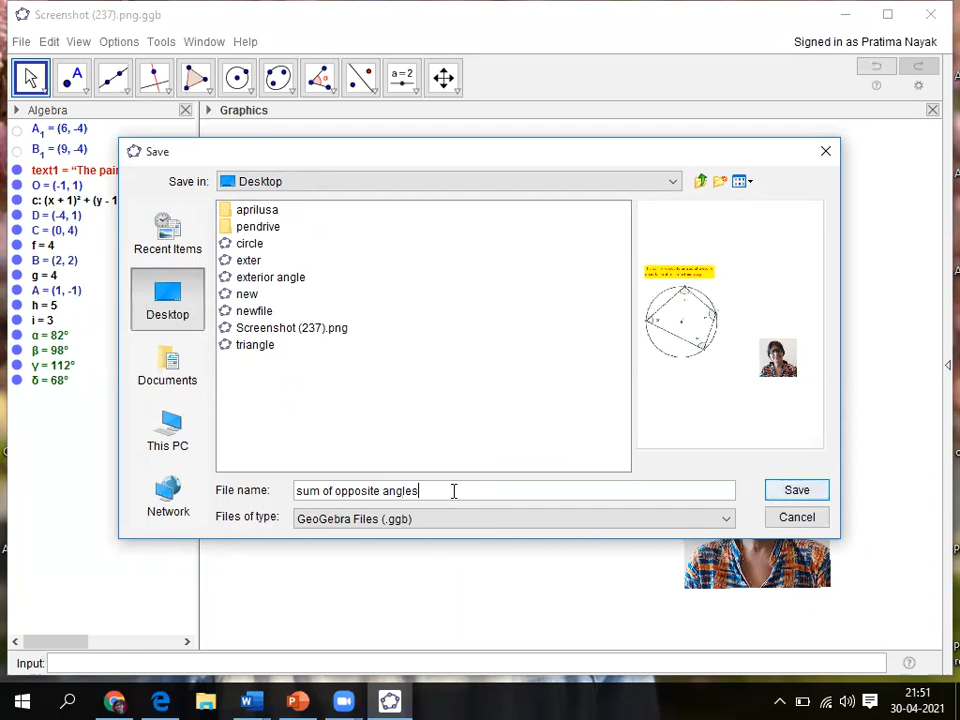 Screenshot (237).png.ggb
File Edit View Options Tools Window Help
Signed in as Pratima Nayak
A
α
a=2
Algebra
Graphics
A1 = (6, -4)
B1 = (9, -4)
text1 = “The pair
O = (-1, 1)
c: (x + 1)² + (y - 1
D = (-4, 1)
C = (0, 4)
f = 4
B = (2, 2)
g = 4
A = (1, -1)
h = 5
i = 3
α = 82°
β = 98°
γ = 112°
δ = 68°
Save
Save in:
Desktop
Recent Items
Desktop
Documents
This PC
Network
aprilusa
pendrive
circle
exter
exterior angle
new
newfile
Screenshot (237).png
triangle
File name:
sum of opposite angles
Save
Files of type:
GeoGebra Files (.ggb)
Cancel
Input:
21:51
30-04-2021